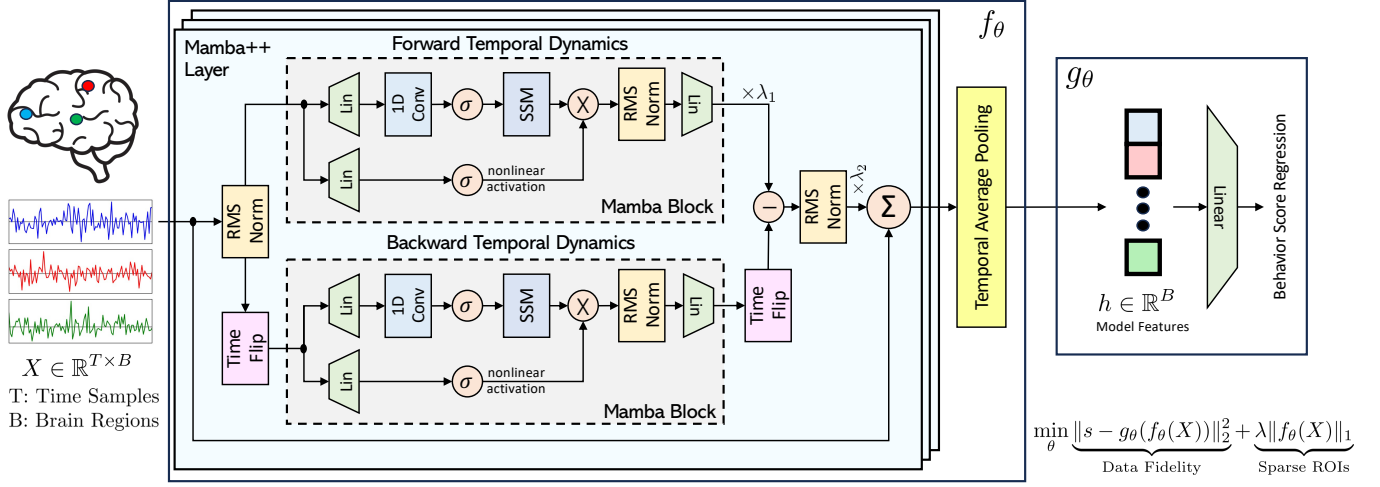 f_θ
Mamba++
Layer
Forward Temporal Dynamics
Lin
1D
Conv
σ
SSM
X
RMS
Norm
Lin
×λ_1
Lin
σ
nonlinear
activation
Mamba Block
RMS
Norm
Backward Temporal Dynamics
Time
Flip
Lin
1D
Conv
σ
SSM
X
RMS
Norm
Lin
Lin
σ
nonlinear
activation
Mamba Block
Time
Flip
−
RMS
Norm
×λ_2
Σ
Temporal Average Pooling
g_θ
h ∈ ℝ^B
Model Features
Linear
Behavior Score Regression
X ∈ ℝ^{T×B}
T: Time Samples
B: Brain Regions
min_θ ‖s − g_θ(f_θ(X))‖_2^2 + λ‖f_θ(X)‖_1
Data Fidelity
Sparse ROIs